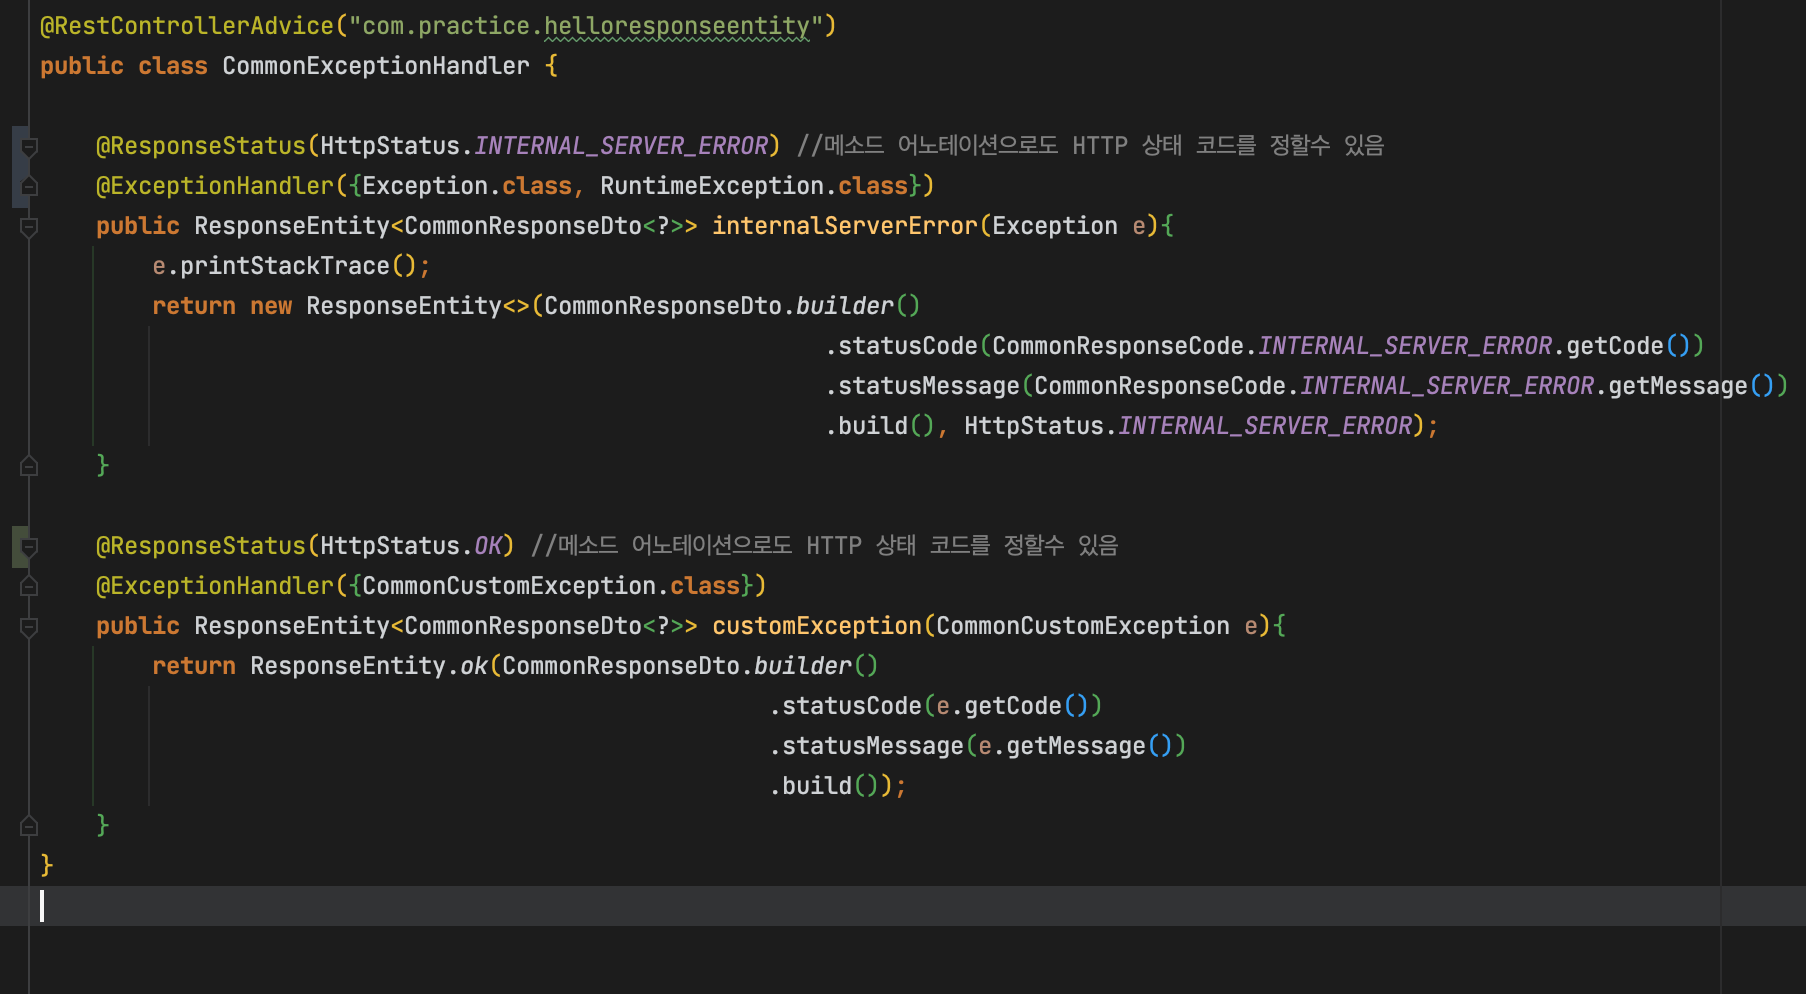 @RestControllerAdvice("com.practice.helloresponseentity")
public class CommonExceptionHandler {
@ResponseStatus(HttpStatus.INTERNAL_SERVER_ERROR) //메소드 어노테이션으로도 HTTP 상태 코드를 정할수 있음
@ExceptionHandler({Exception.class, RuntimeException.class})
public ResponseEntity<CommonResponseDto<?>> internalServerError(Exception e){
e.printStackTrace();
return new ResponseEntity<>(CommonResponseDto.builder()
.statusCode(CommonResponseCode.INTERNAL_SERVER_ERROR.getCode())
.statusMessage(CommonResponseCode.INTERNAL_SERVER_ERROR.getMessage())
.build(), HttpStatus.INTERNAL_SERVER_ERROR);
}
@ResponseStatus(HttpStatus.OK) //메소드 어노테이션으로도 HTTP 상태 코드를 정할수 있음
@ExceptionHandler({CommonCustomException.class})
public ResponseEntity<CommonResponseDto<?>> customException(CommonCustomException e){
return ResponseEntity.ok(CommonResponseDto.builder()
.statusCode(e.getCode())
.statusMessage(e.getMessage())
.build());
}
}